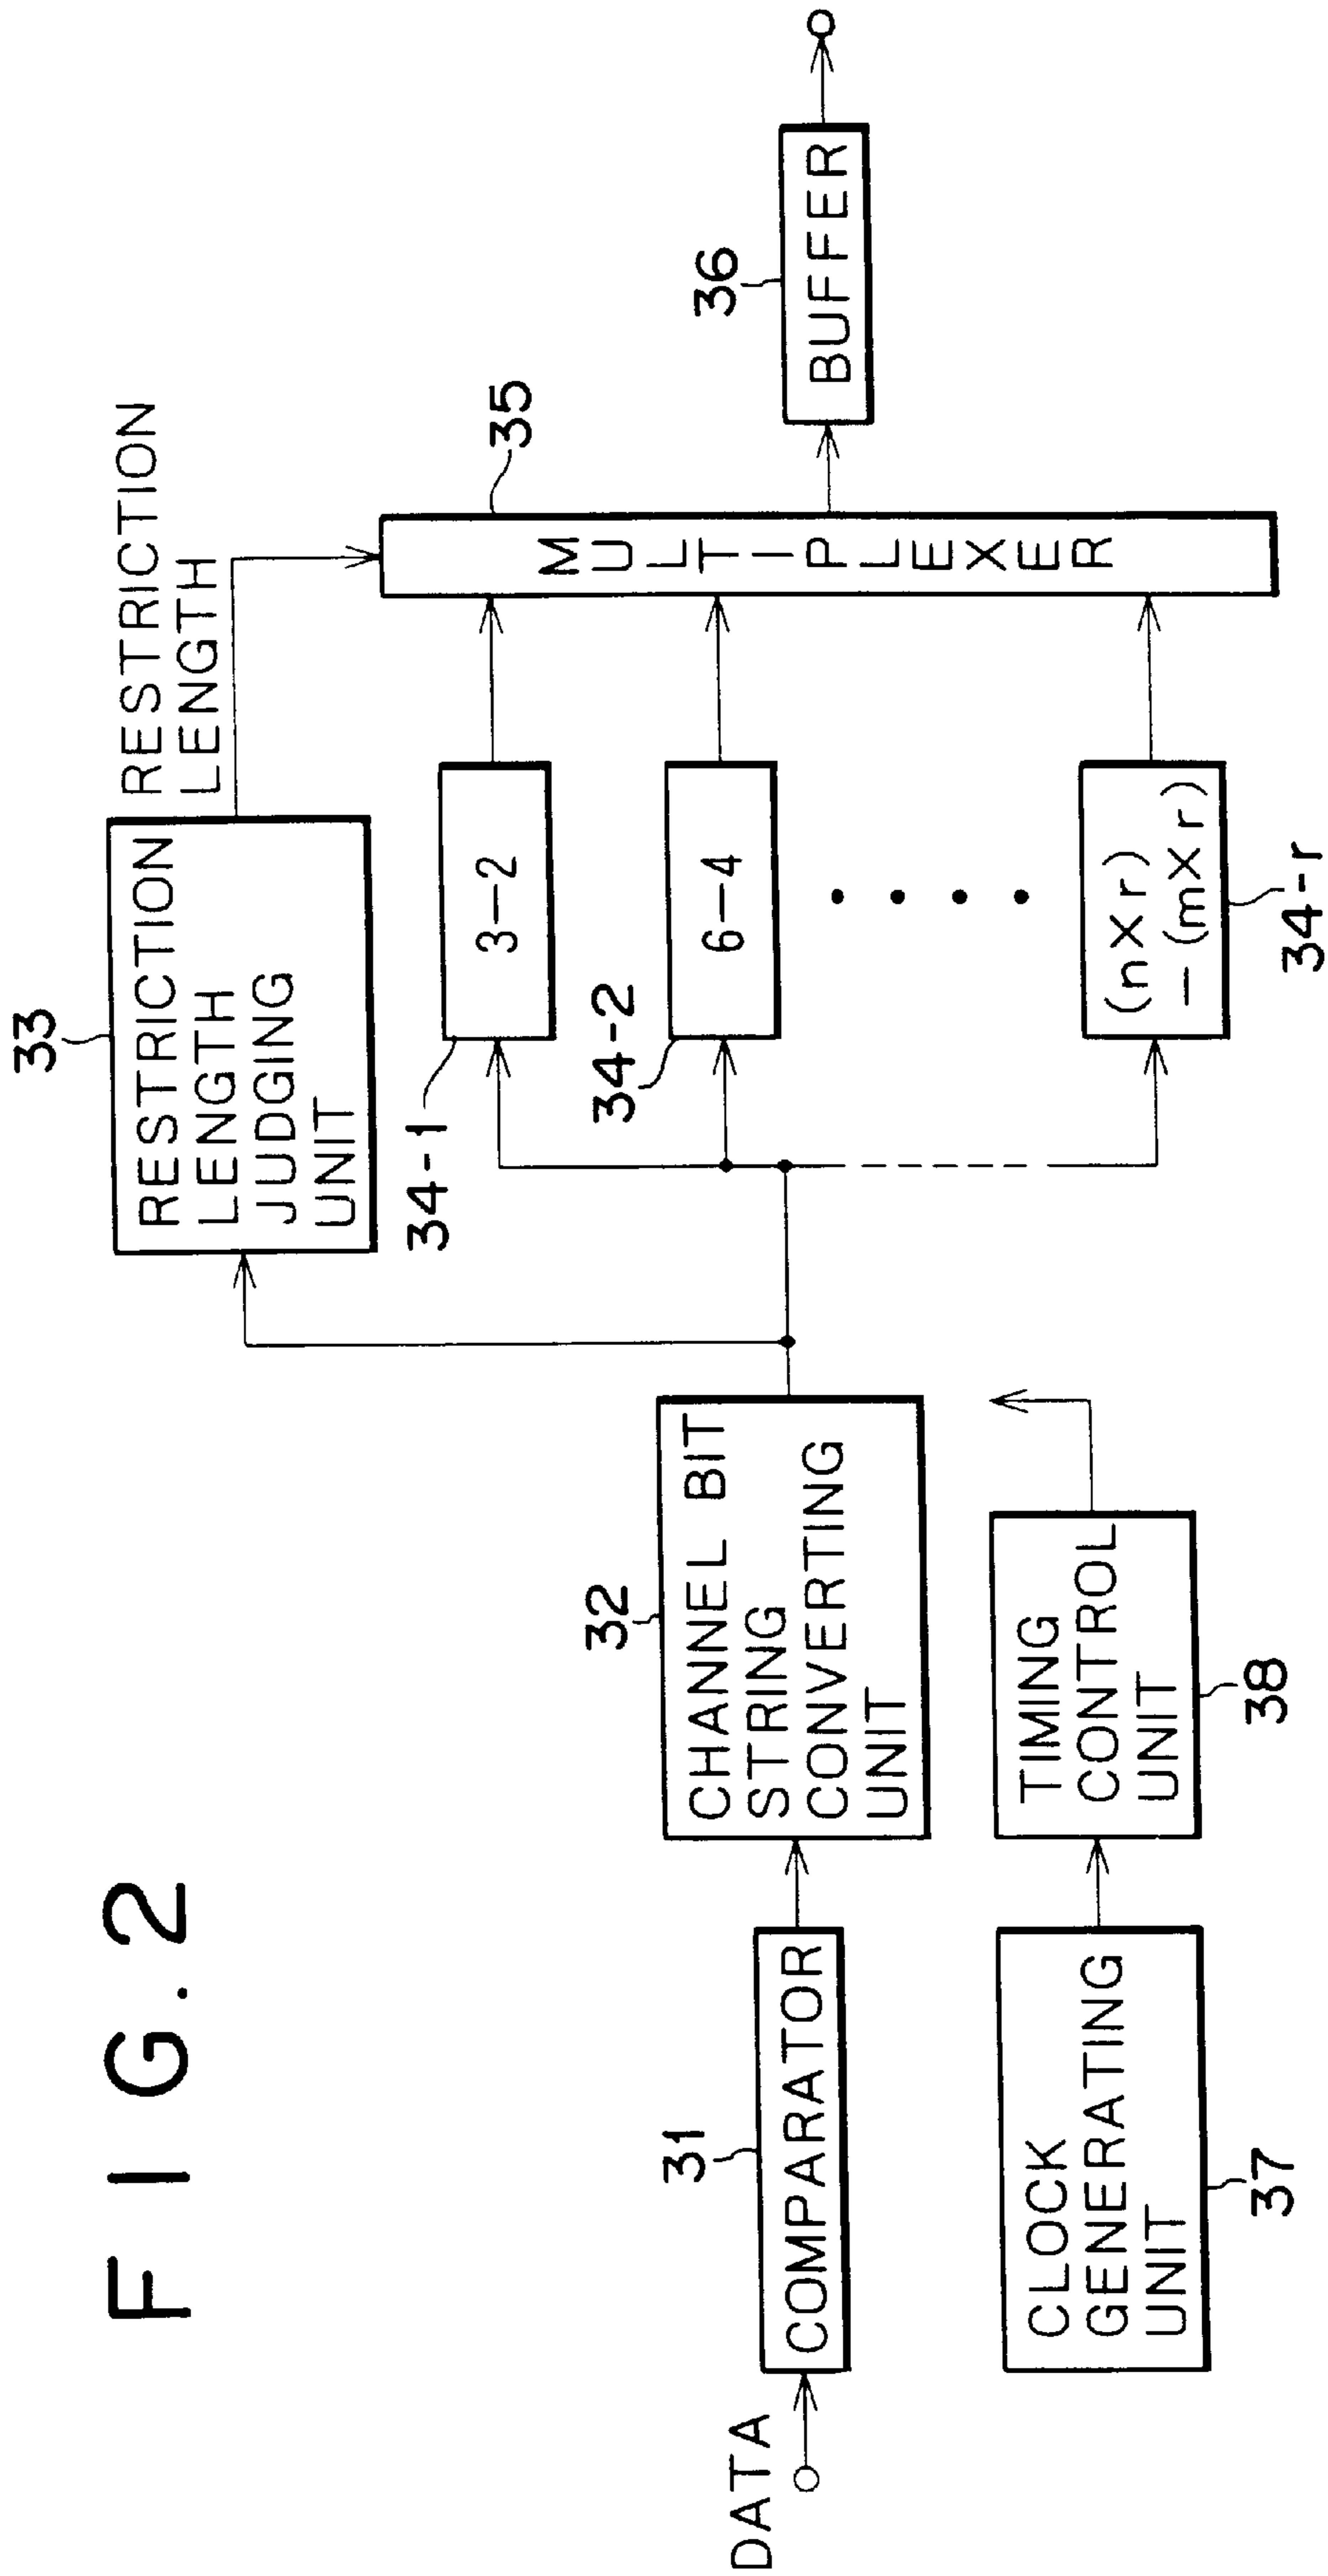 FIG. 2
DATA
31
COMPARATOR
32
CHANNEL BIT
STRING
CONVERTING
UNIT
33
RESTRICTION
LENGTH
JUDGING
UNIT
RESTRICTION
LENGTH
34-1
3-2
34-2
6-4
(n×r)
-(m×r)
34-r
35
MULTIPLEXER
36
BUFFER
CLOCK
GENERATING
UNIT
37
TIMING
CONTROL
UNIT
38